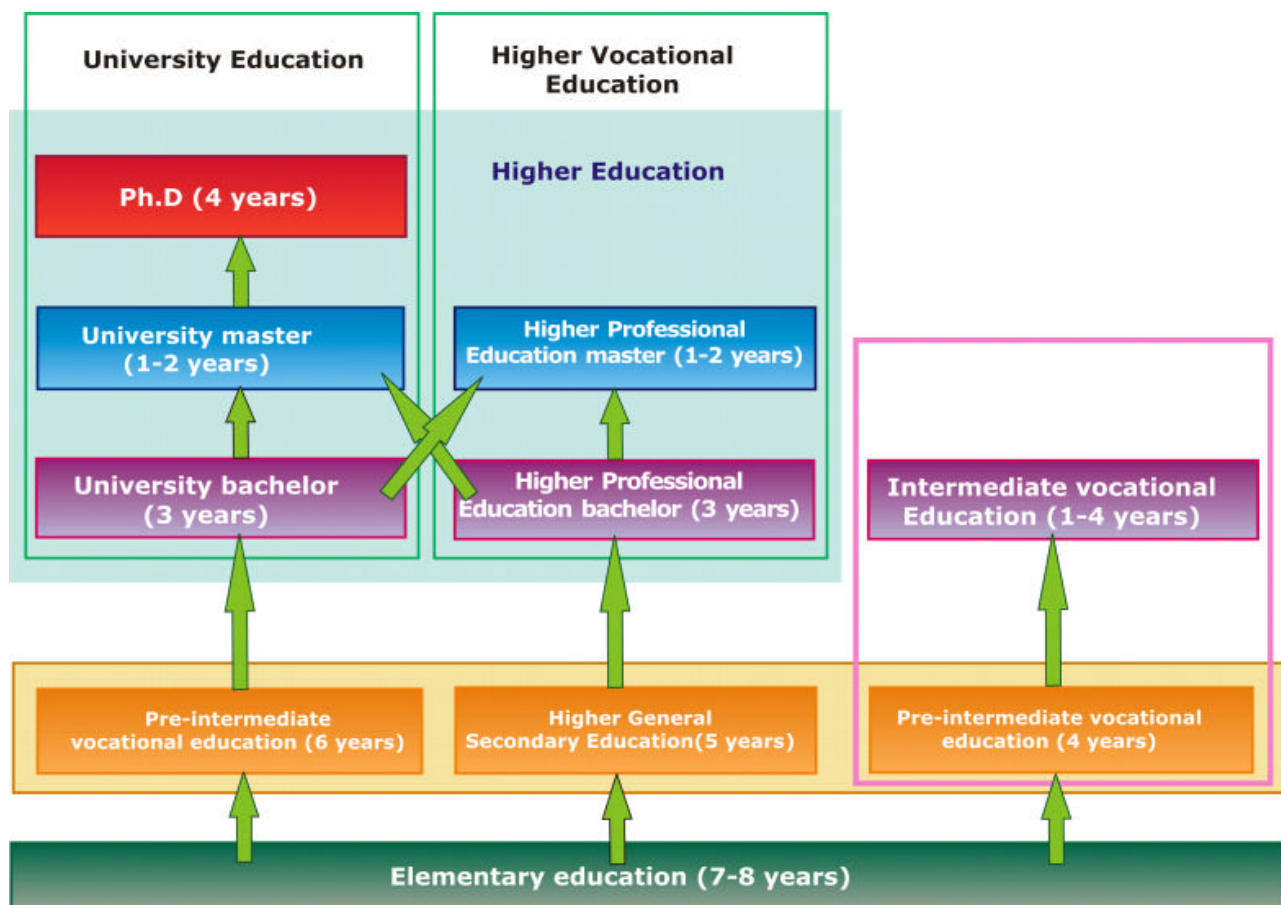 University Education
Higher Vocational
Education
Higher Education
Ph.D (4 years)
University master
(1-2 years)
Higher Professional
Education master (1-2 years)
University bachelor
(3 years)
Higher Professional
Education bachelor (3 years)
Intermediate vocational
Education (1-4 years)
Pre-intermediate
vocational education (6 years)
Higher General
Secondary Education(5 years)
Pre-intermediate vocational
education (4 years)
Elementary education (7-8 years)